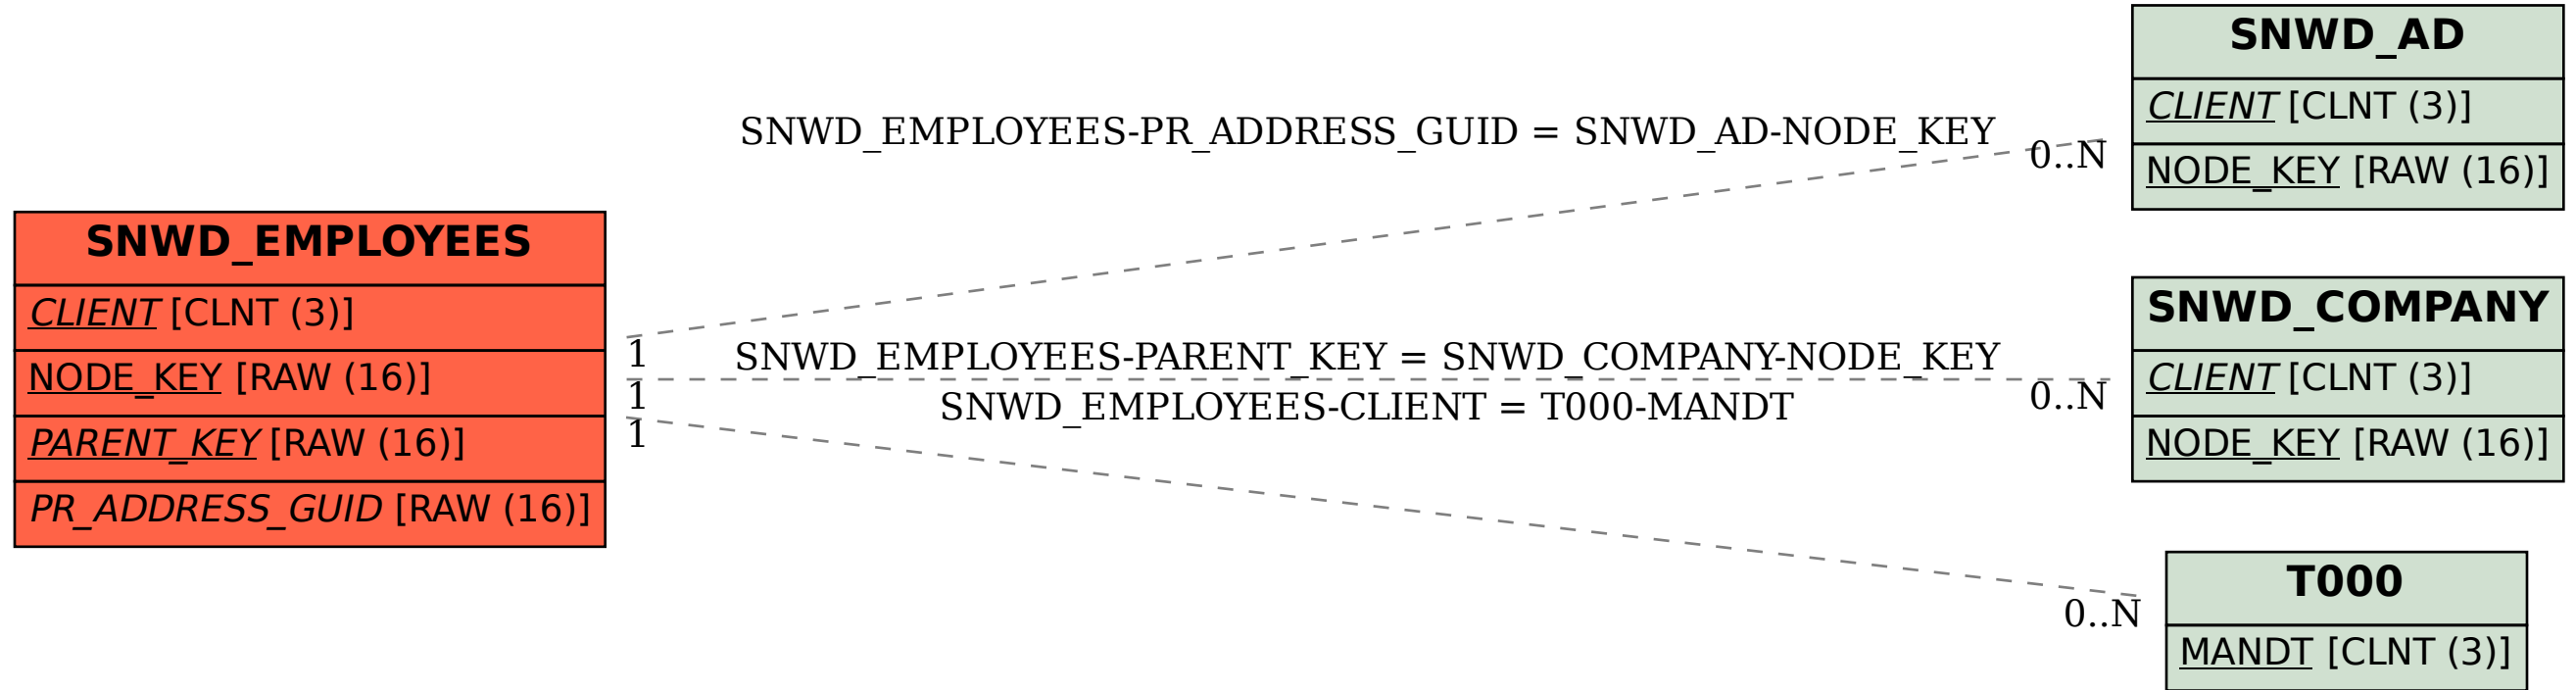 SNWD_EMPLOYEES
CLIENT [CLNT (3)]
NODE_KEY [RAW (16)]
PARENT_KEY [RAW (16)]
PR_ADDRESS_GUID [RAW (16)]
SNWD_EMPLOYEES-PR_ADDRESS_GUID = SNWD_AD-NODE_KEY
0..N
1
SNWD_EMPLOYEES-PARENT_KEY = SNWD_COMPANY-NODE_KEY
0..N
1
SNWD_EMPLOYEES-CLIENT = T000-MANDT
0..N
1
SNWD_AD
CLIENT [CLNT (3)]
NODE_KEY [RAW (16)]
SNWD_COMPANY
CLIENT [CLNT (3)]
NODE_KEY [RAW (16)]
T000
MANDT [CLNT (3)]